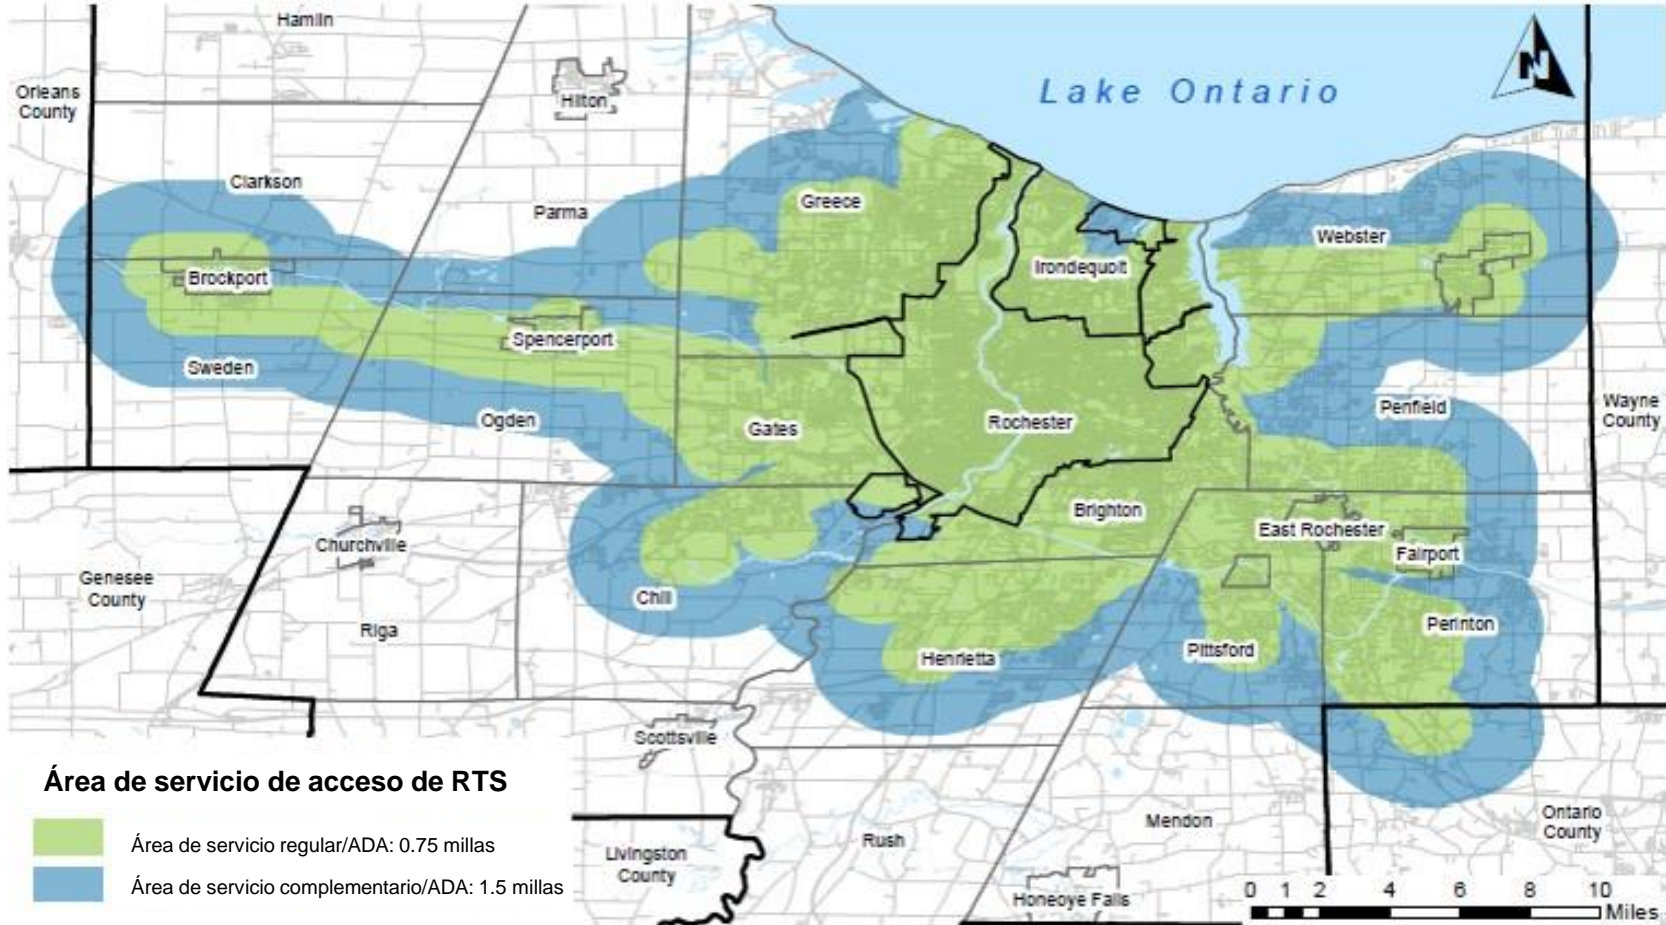 Hamlin
Orleans
County
Hilton
Lake Ontario
N
Clarkson
Parma
Greece
Webster
Brockport
Irondequoit
Spencerport
Sweden
Ogden
Gates
Rochester
Penfield
Wayne
County
Brighton
East Rochester
Fairport
Churchville
Genesee
County
Chili
Riga
Perinton
Henrietta
Pittsford
Scottsville
Área de servicio de acceso de RTS
Área de servicio regular/ADA: 0.75 millas
Área de servicio complementario/ADA: 1.5 millas
Livingston
County
Rush
Mendon
Ontario
County
Honeoye Falls
0 1 2 4 6 8 10
Miles